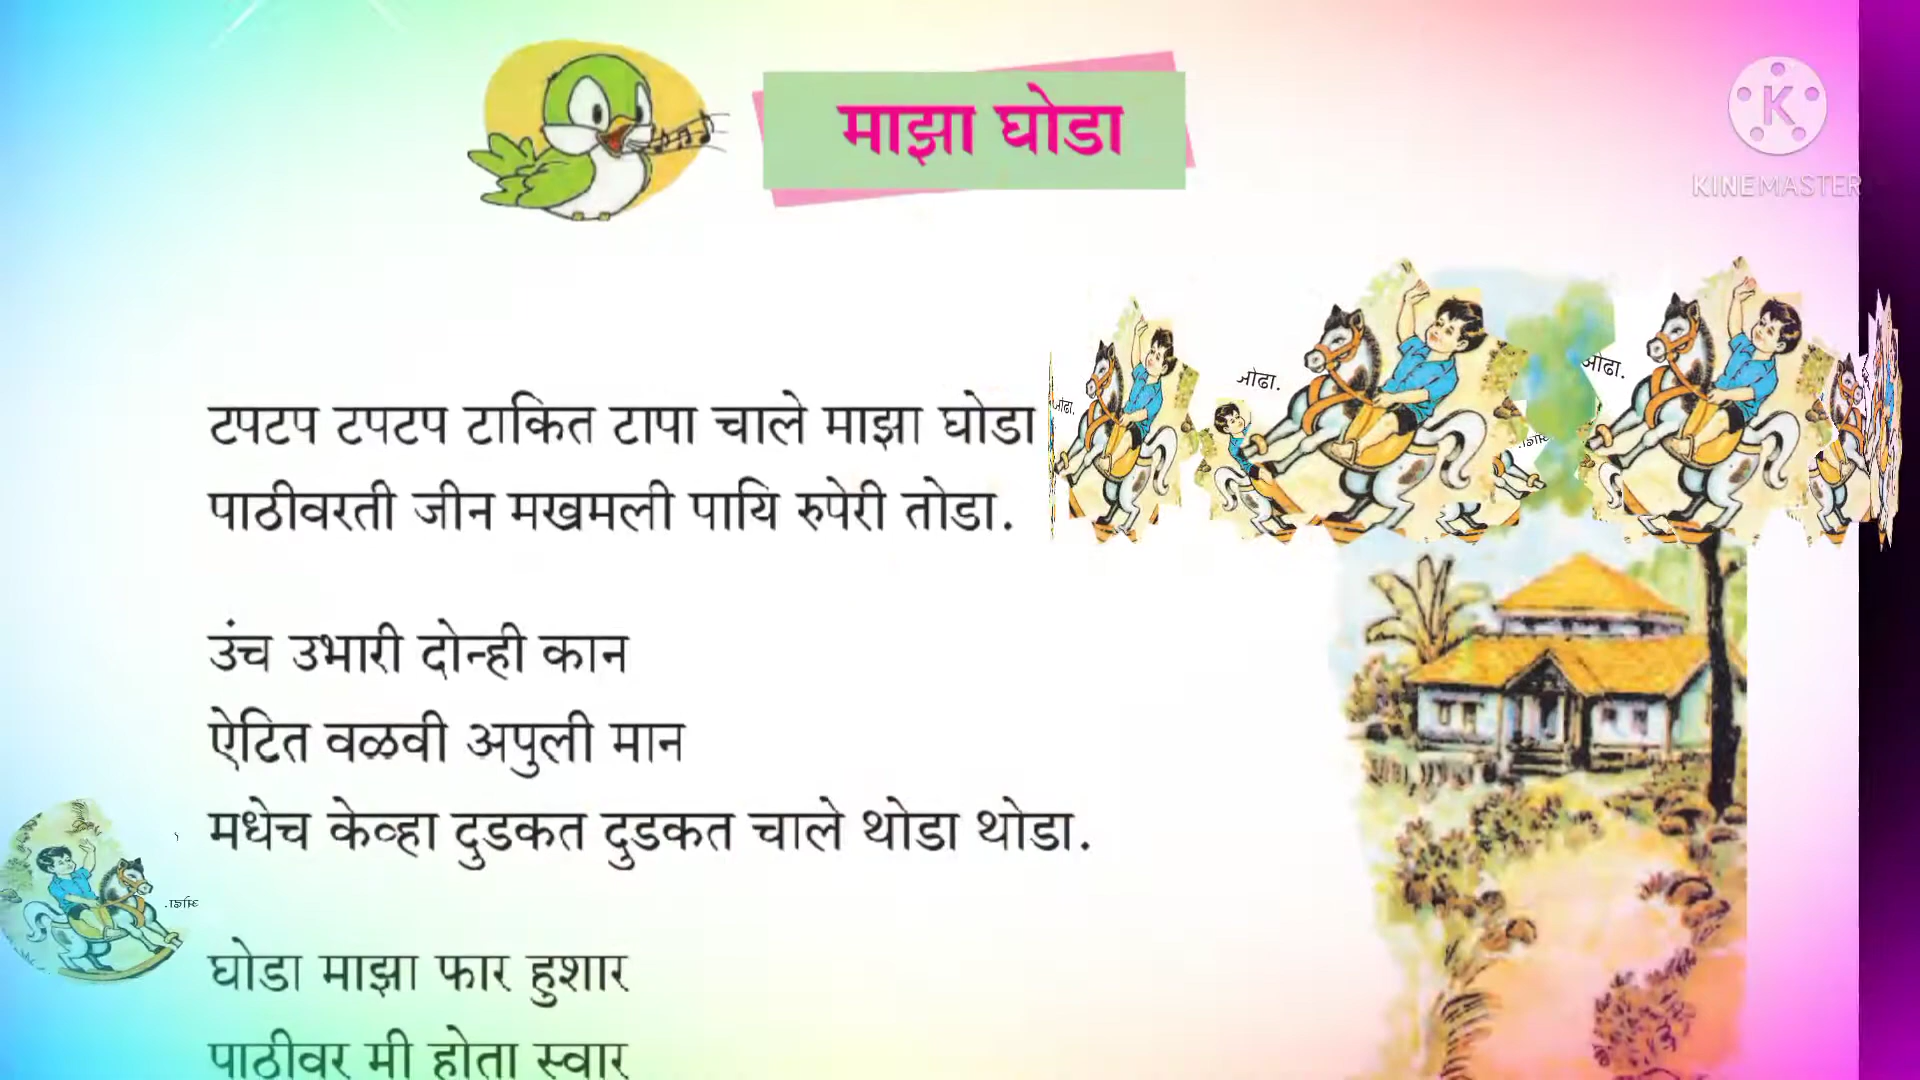 माझा घोडा
KINEMASTER
टपटप टपटप टाकित टापा चाले माझा घोडा
पाठीवरती जीन मखमली पायि रुपेरी तोडा.
उंच उभारी दोन्ही कान
ऐटित वळवी अपुली मान
मधेच केव्हा दुडकत दुडकत चाले थोडा थोडा.
घोडा माझा फार हुशार
पाठीवर मी होता स्वार